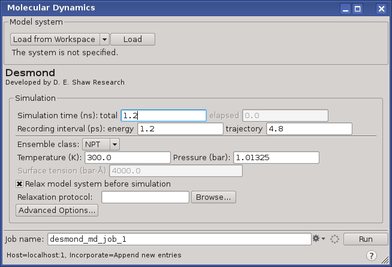 Molecular Dynamics
Model system
Load from Workspace Load
The system is not specified.
Desmond
Developed by D. E. Shaw Research
Simulation
Simulation time (ns): total 1.2 elapsed 0.0
Recording interval (ps): energy 1.2 trajectory 4.8
Ensemble class: NPT
Temperature (K): 300.0 Pressure (bar): 1.01325
Surface tension (bar·Å): 4000.0
Relax model system before simulation
Relaxation protocol: Browse...
Advanced Options...
Job name: desmond_md_job_1 Run
Host=localhost:1, Incorporate=Append new entries ?